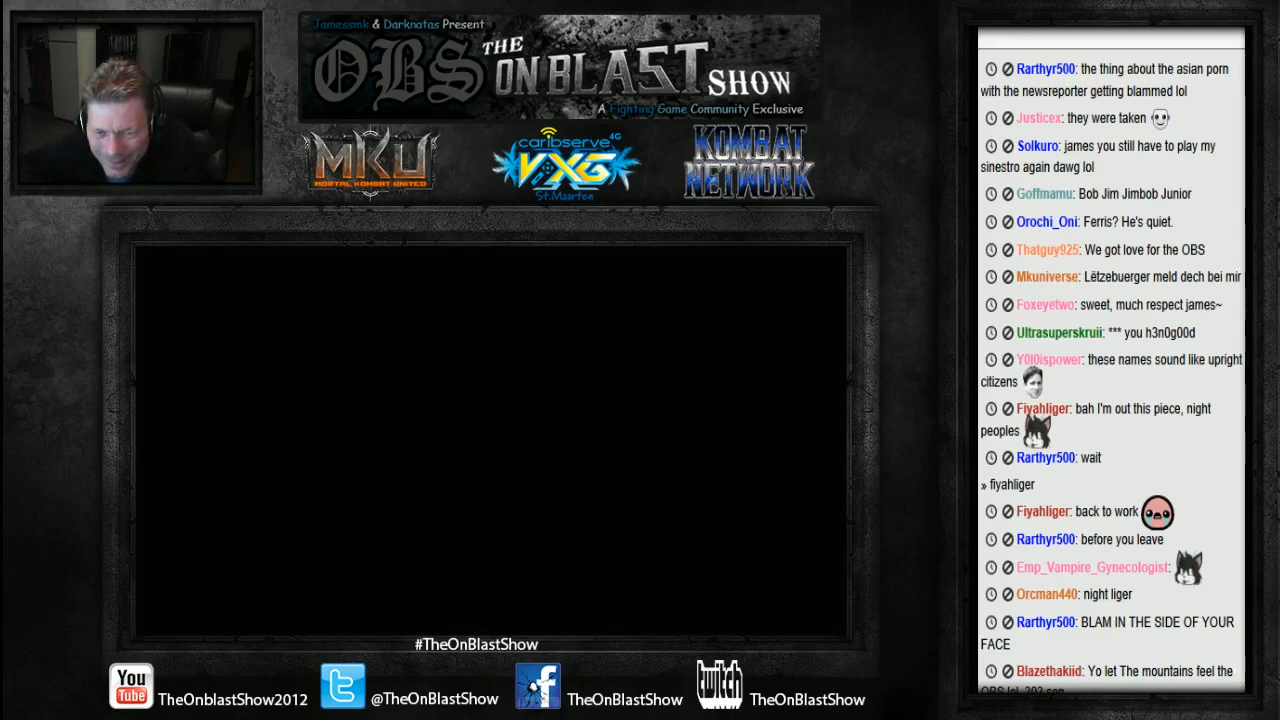 Jamessmk & Darknatas Present
OBS THE ON BLAST SHOW
A Fighting Game Community Exclusive
MKU
MORTAL KOMBAT UNITED
caribserve 4G
VXG
St.Maarten
KOMBAT
NETWORK
#TheOnBlastShow
You
Tube
TheOnblastShow2012
@TheOnBlastShow
TheOnBlastShow
twitch
TheOnBlastShow
Rarthyr500: the thing about the asian porn
with the newsreporter getting blammed lol
Justicex: they were taken
Solkuro: james you still have to play my
sinestro again dawg lol
Goffmamu: Bob Jim Jimbob Junior
Orochi_Oni: Ferris? He's quiet.
Thatguy925: We got love for the OBS
Mkuniverse: Lëtzebuerger meld dech bei mir
Foxeyetwo: sweet, much respect james~
Ultrasuperskruii: *** you h3n0g00d
Y0l0ispower: these names sound like upright
citizens
Fiyahliger: bah I'm out this piece, night
peoples
Rarthyr500: wait
» fiyahliger
Fiyahliger: back to work
Rarthyr500: before you leave
Emp_Vampire_Gynecologist:
Orcman440: night liger
Rarthyr500: BLAM IN THE SIDE OF YOUR
FACE
Blazethakiid: Yo let The mountains feel the
OBS lol